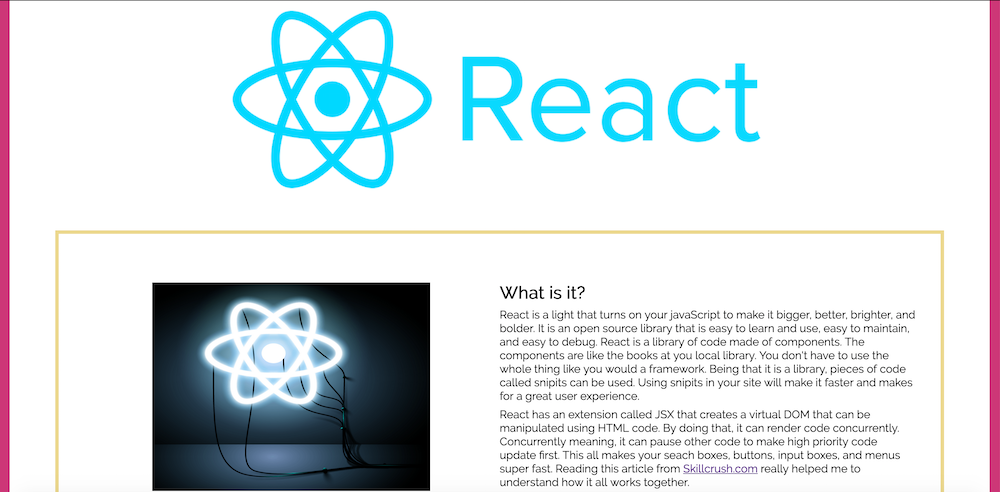 React
What is it?
React is a light that turns on your javaScript to make it bigger, better, brighter, and
bolder. It is an open source library that is easy to learn and use, easy to maintain,
and easy to debug. React is a library of code made of components. The
components are like the books at you local library. You don't have to use the
whole thing like you would a framework. Being that it is a library, pieces of code
called snipits can be used. Using snipits in your site will make it faster and makes
for a great user experience.
React has an extension called JSX that creates a virtual DOM that can be
manipulated using HTML code. By doing that, it can render code concurrently.
Concurrently meaning, it can pause other code to make high priority code
update first. This all makes your seach boxes, buttons, input boxes, and menus
super fast. Reading this article from Skillcrush.com really helped me to
understand how it all works together.